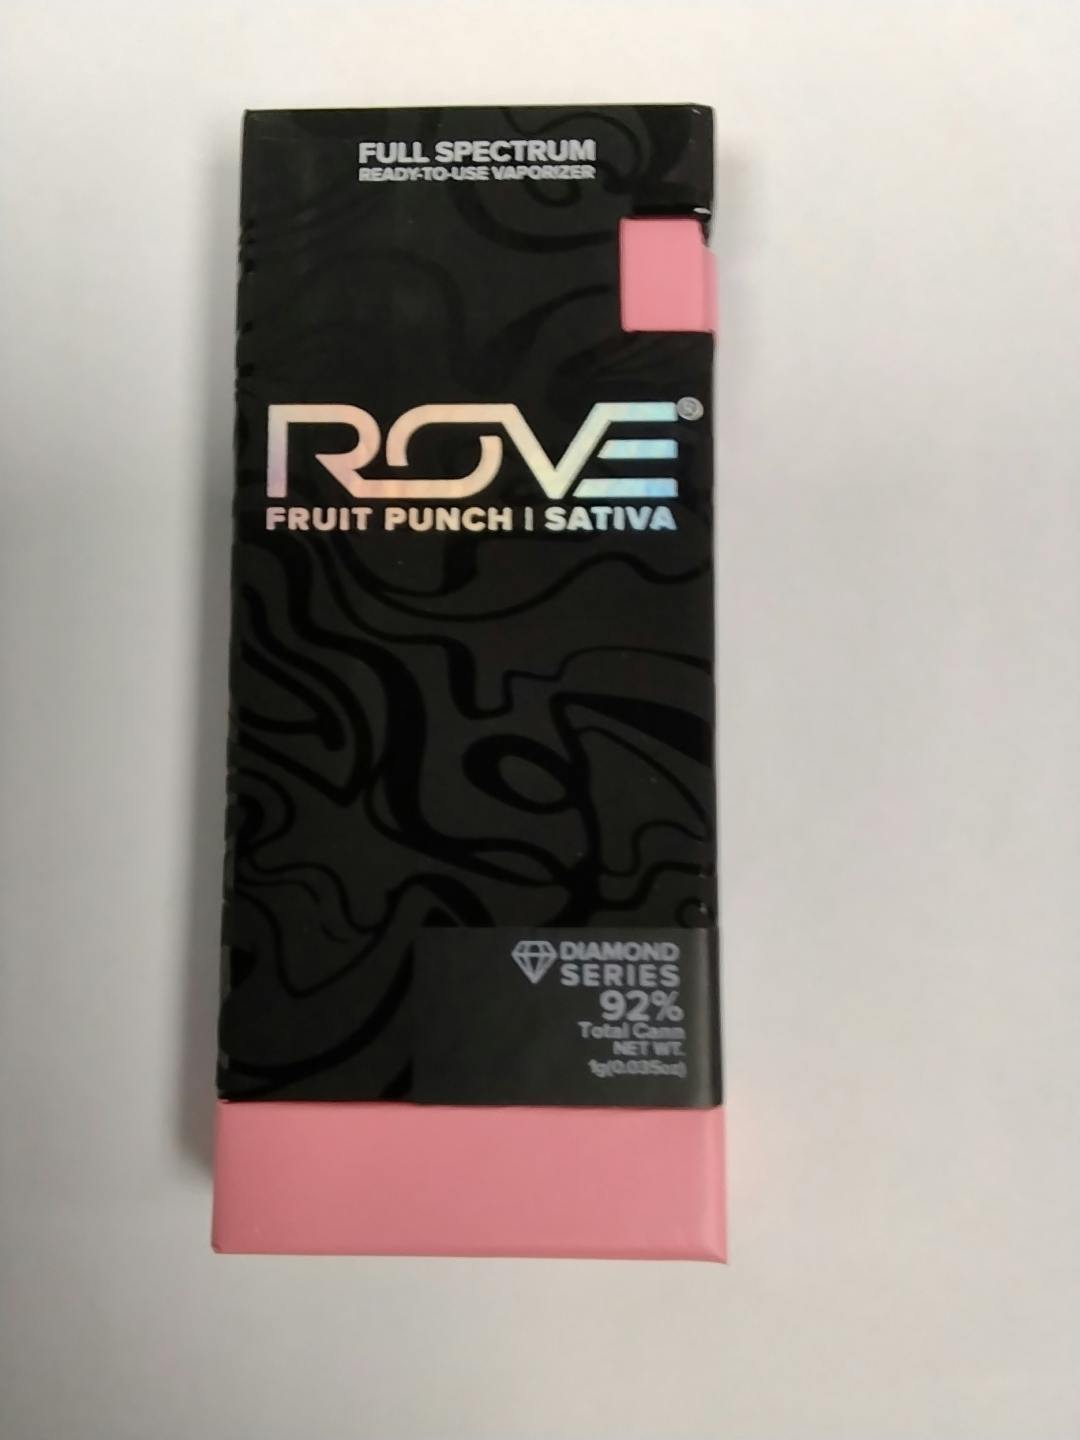 FULL SPECTRUM
READY-TO-USE VAPORIZER
ROVE®
FRUIT PUNCH | SATIVA
DIAMOND
SERIES
92%
Total Cann
NET WT.
1g(0.035oz)